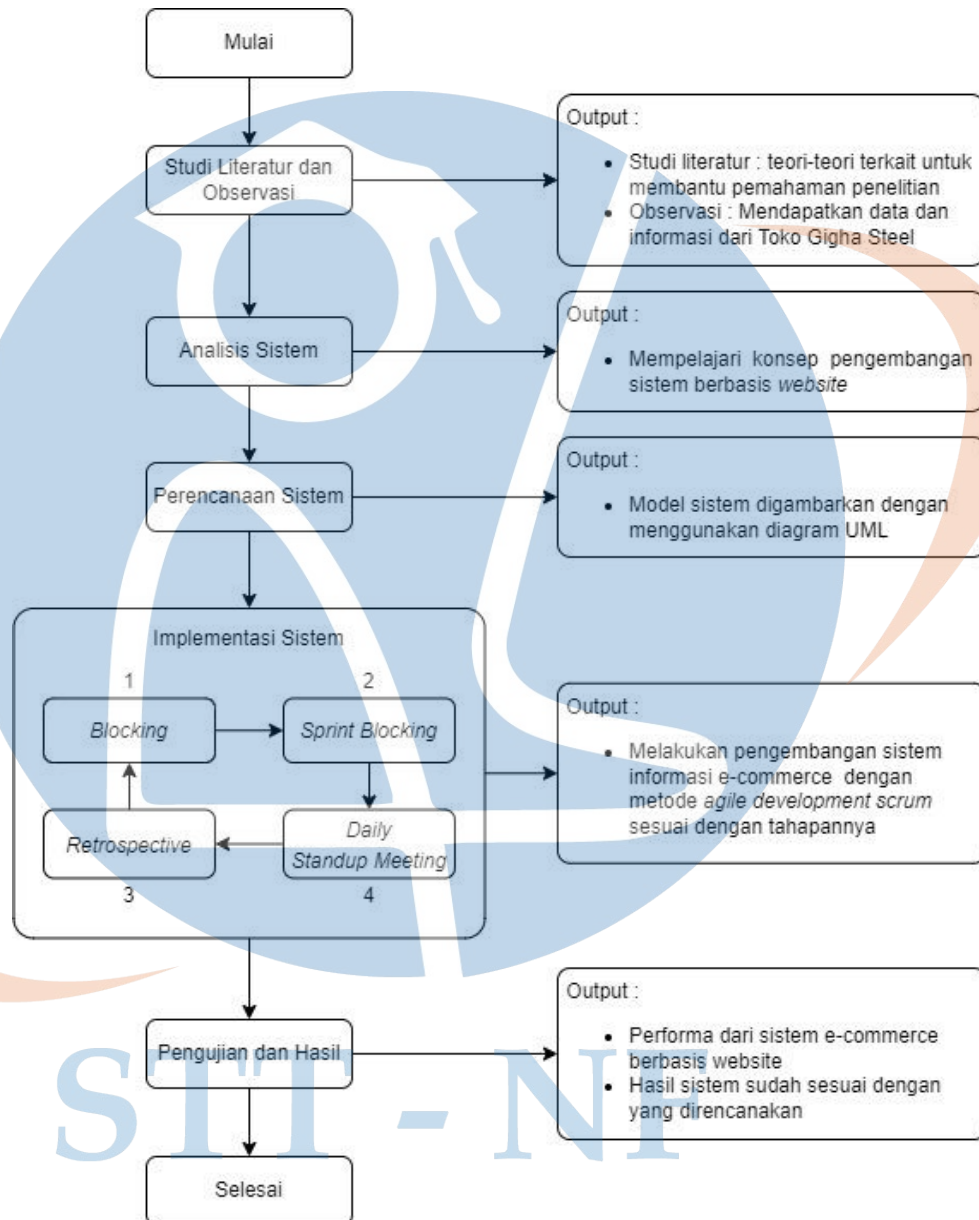 Mulai
Studi Literatur dan
Observasi
Output :
• Studi literatur : teori-teori terkait untuk
membantu pemahaman penelitian
• Observasi : Mendapatkan data dan
informasi dari Toko Gigha Steel
Analisis Sistem
Output :
• Mempelajari konsep pengembangan
sistem berbasis website
Perencanaan Sistem
Output :
• Model sistem digambarkan dengan
menggunakan diagram UML
Implementasi Sistem
1
Blocking
2
Sprint Blocking
Daily
Standup Meeting
4
Retrospective
3
Output :
• Melakukan pengembangan sistem
informasi e-commerce dengan
metode agile development scrum
sesuai dengan tahapannya
Pengujian dan Hasil
Output :
• Performa dari sistem e-commerce
berbasis website
• Hasil sistem sudah sesuai dengan
yang direncanakan
STT - NF
Selesai